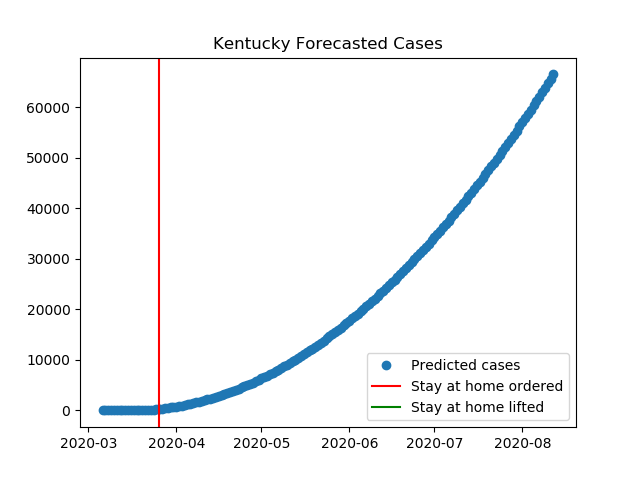 Kentucky Forecasted Cases
60000
50000
40000
30000
20000
10000
0
Predicted cases
Stay at home ordered
Stay at home lifted
2020-03 2020-04 2020-05 2020-06 2020-07 2020-08